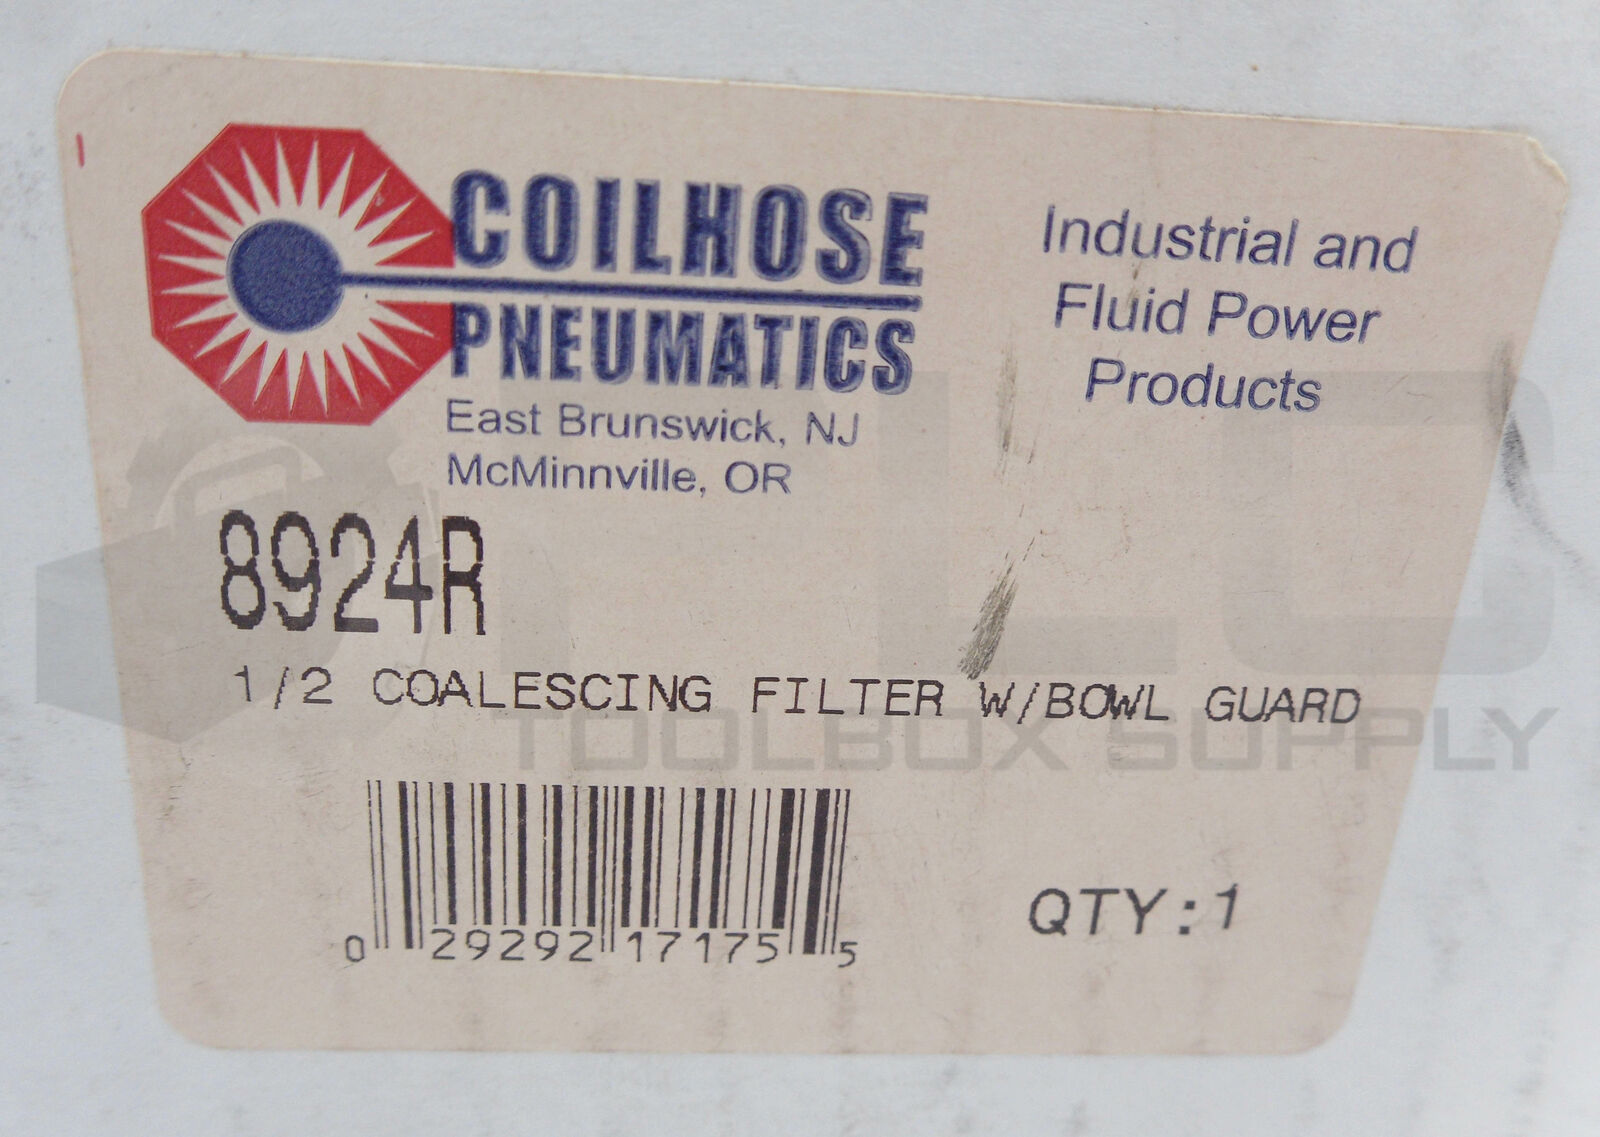 COILHOSE
PNEUMATICS
East Brunswick, NJ
McMinnville, OR
Industrial and
Fluid Power
Products
8924R
1/2 COALESCING FILTER W/BOWL GUARD
TOOLBOX SUPPLY
0 29292 17175 5
QTY:1